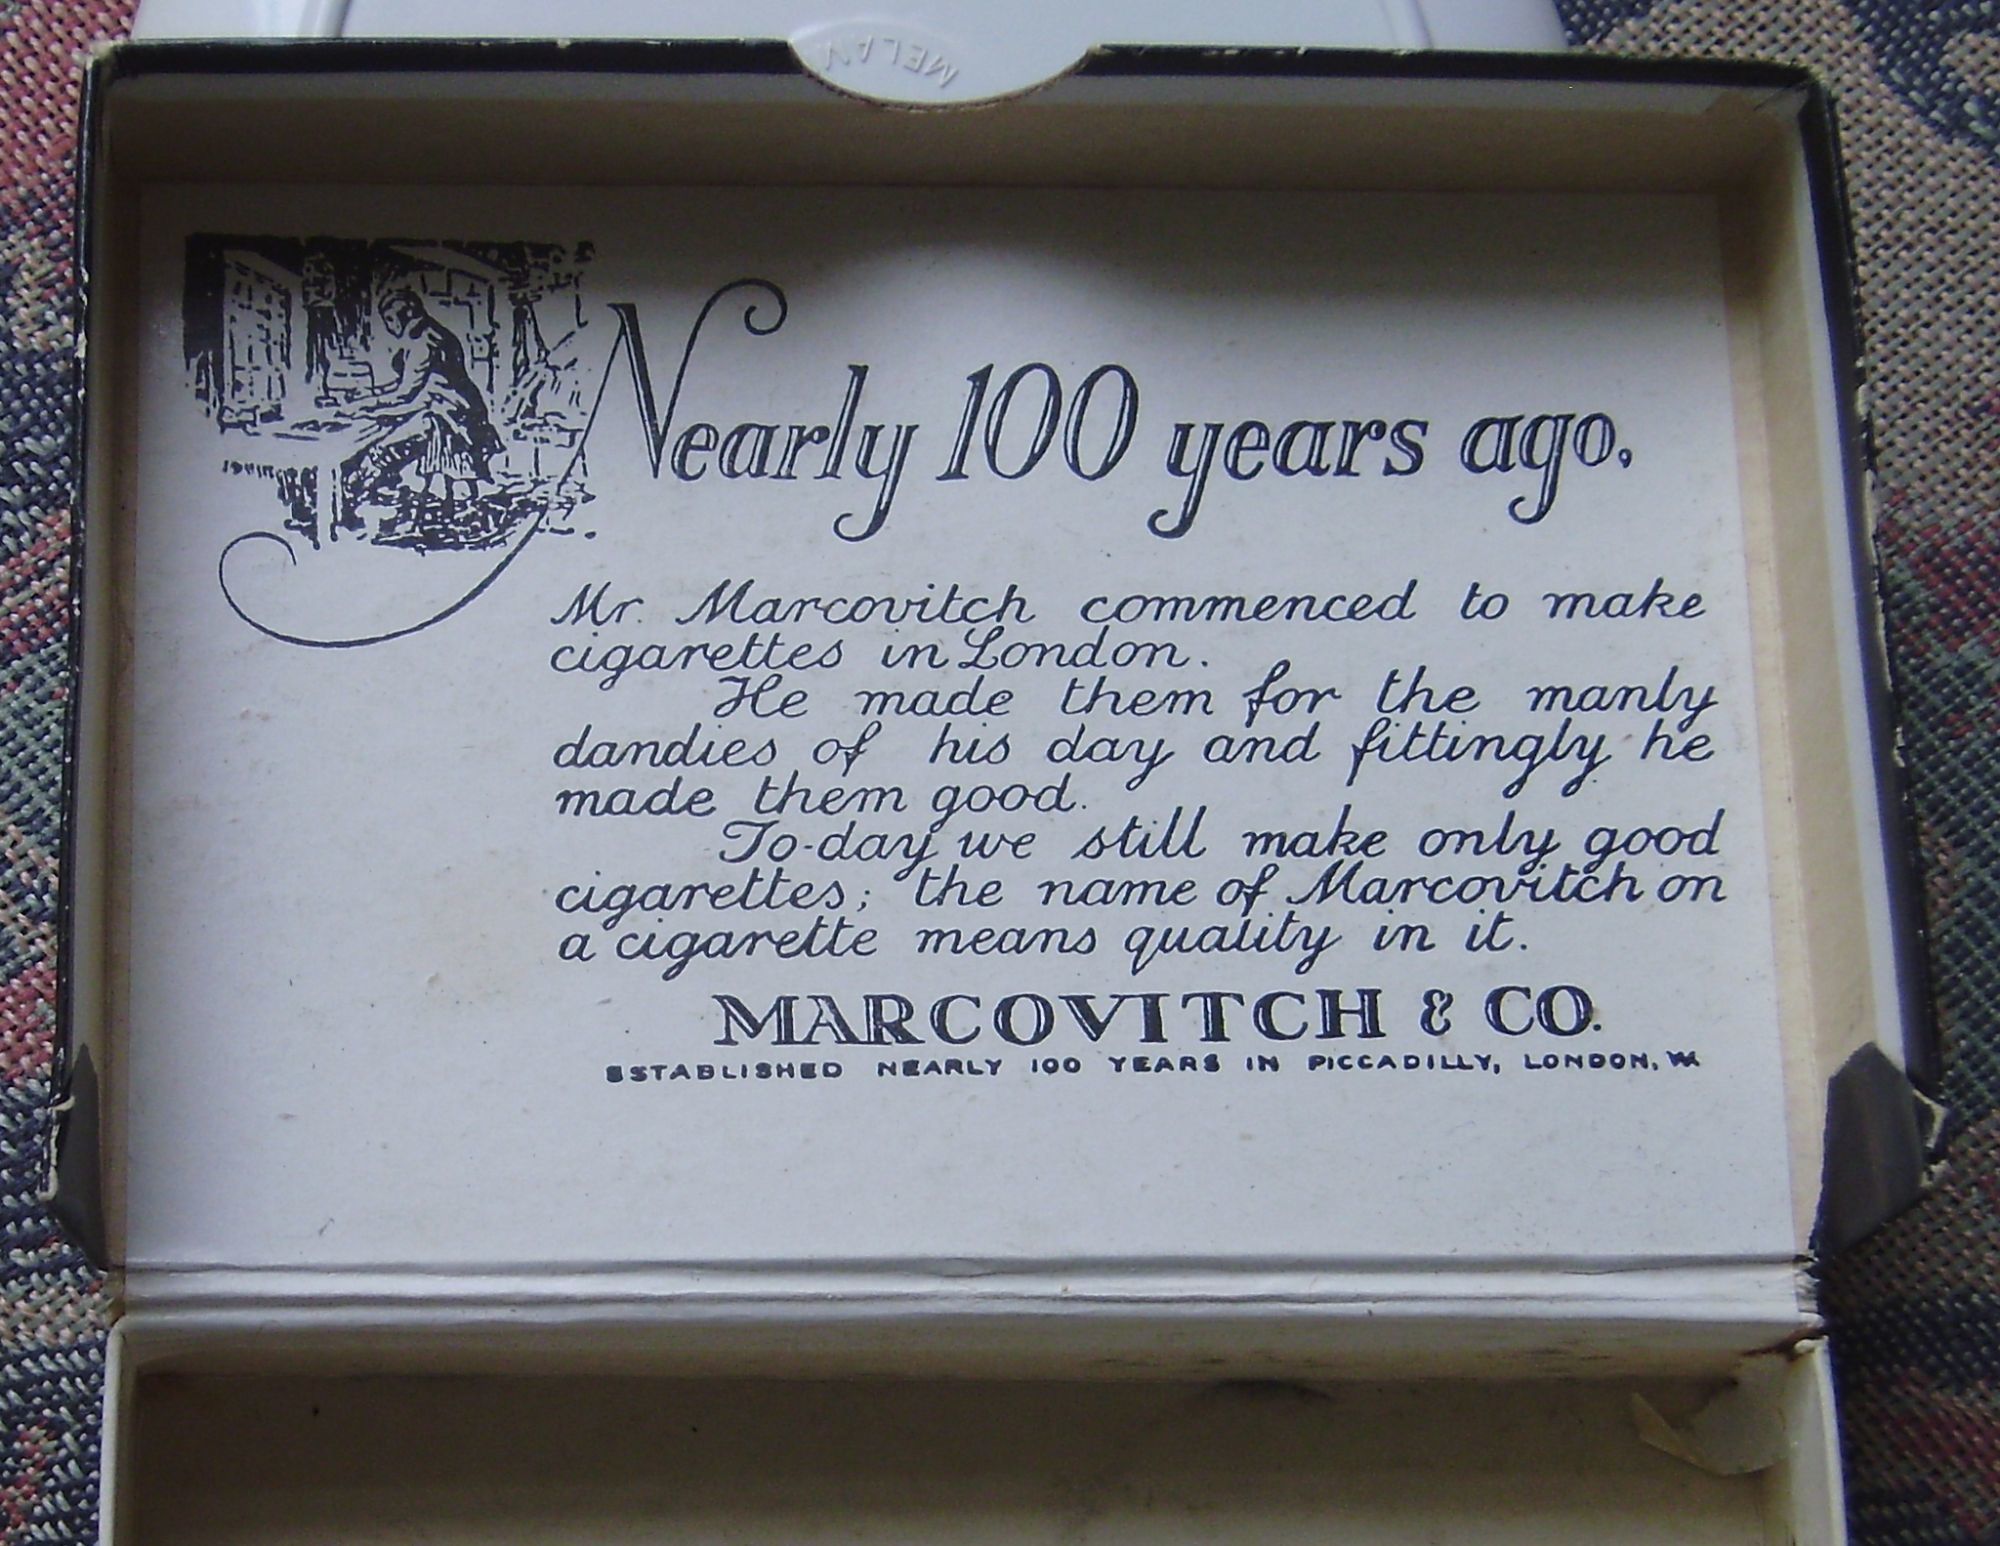 Nearly 100 years ago,
Mr. Marcovitch commenced to make
cigarettes in London.
He made them for the manly
dandies of his day and fittingly he
made them good.
To-day we still make only good
cigarettes; the name of Marcovitch on
a cigarette means quality in it.
MARCOVITCH & CO.
ESTABLISHED NEARLY 100 YEARS IN PICCADILLY, LONDON, W.